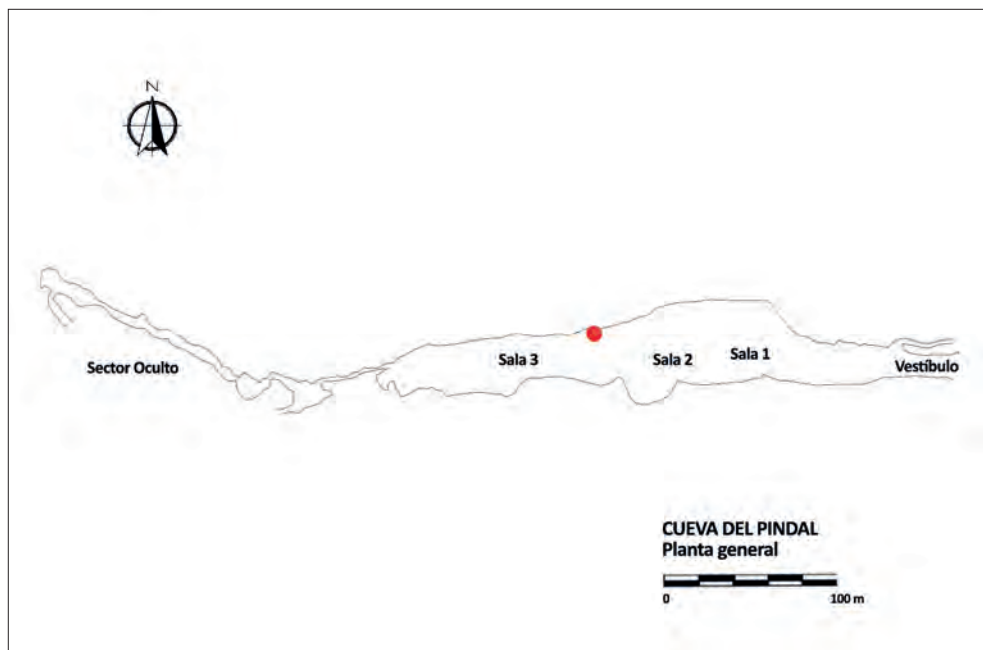 N
Sector Oculto
Sala 3
Sala 2
Sala 1
Vestíbulo
CUEVA DEL PINDAL
Planta general
0 100 m